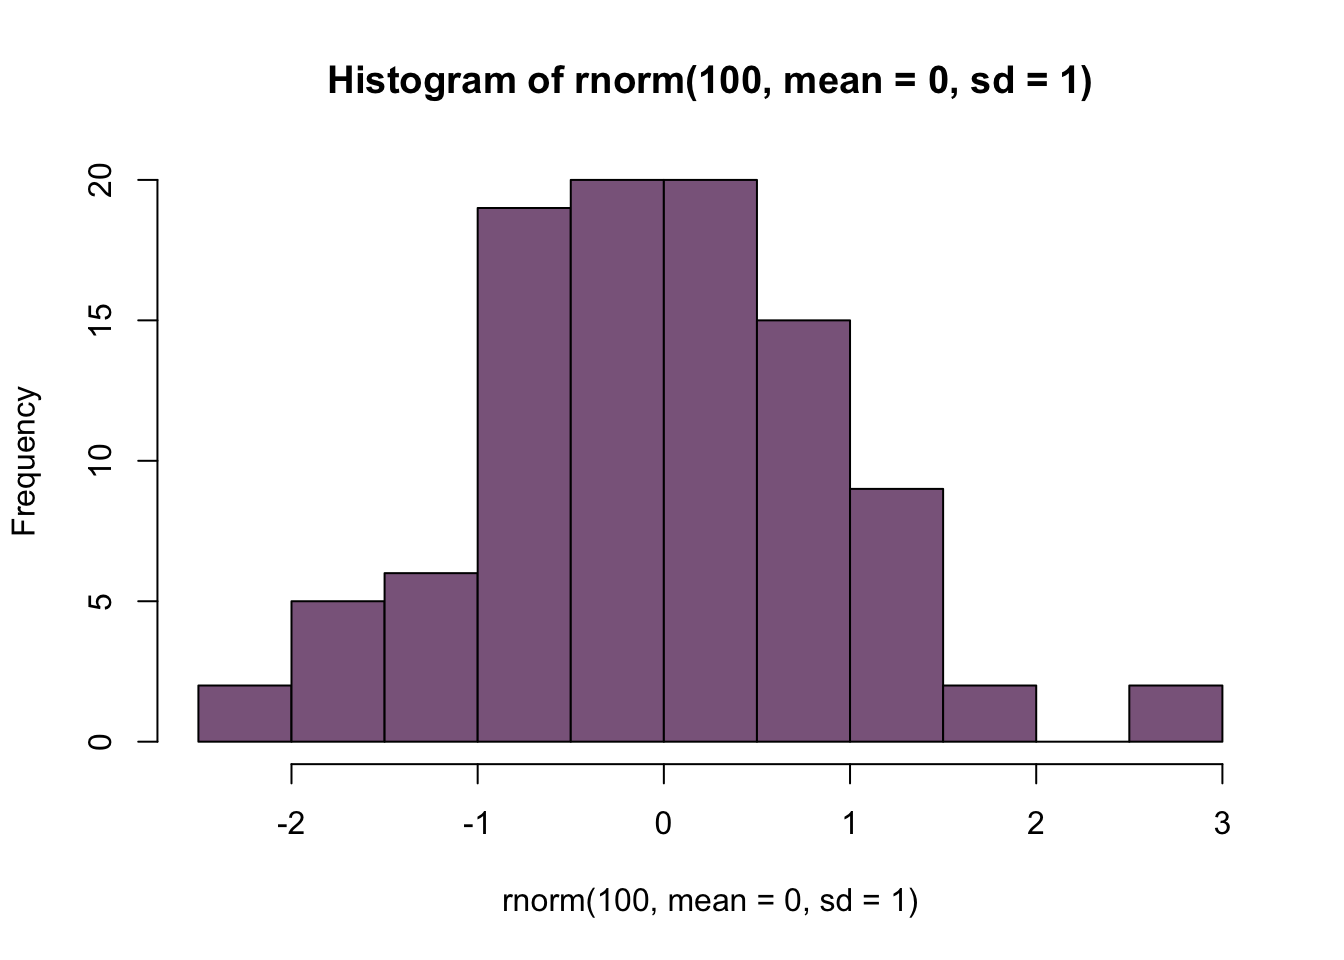 Histogram of rnorm(100, mean = 0, sd = 1)
Frequency
20
15
10
5
0
-2 -1 0 1 2 3
rnorm(100, mean = 0, sd = 1)